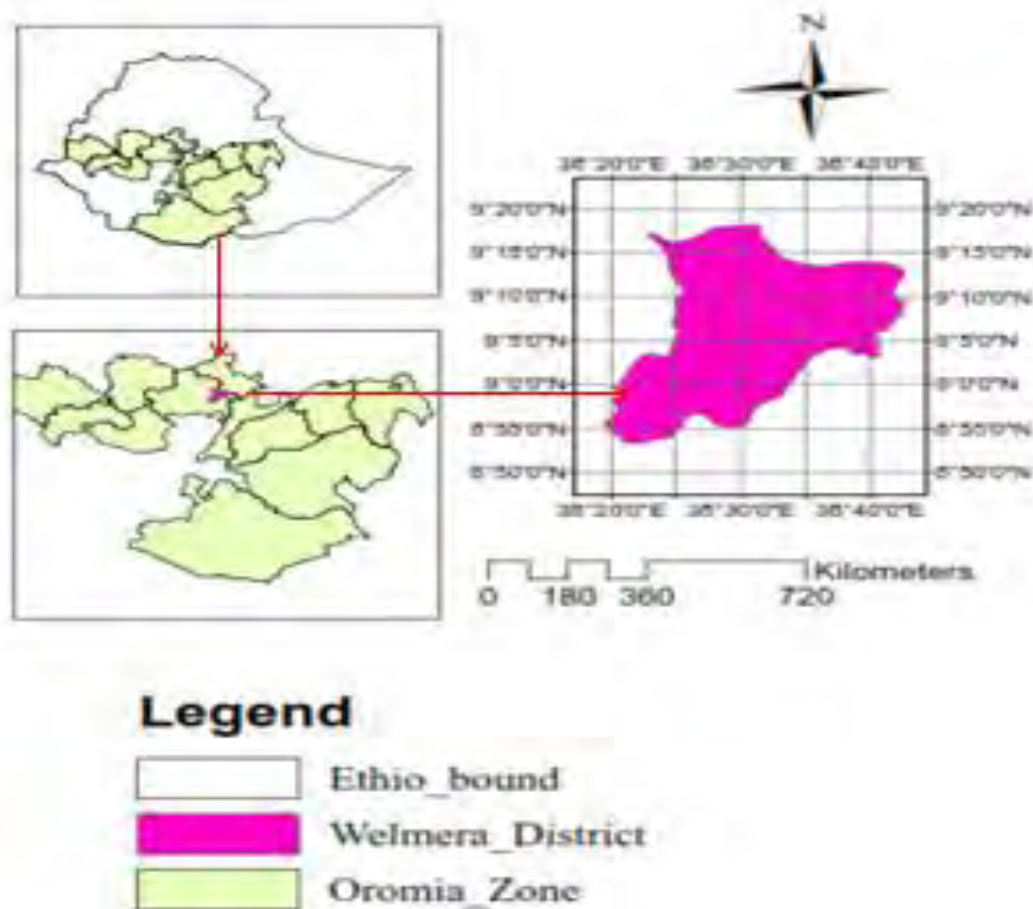 N
38°20'0"E 38°30'0"E 38°40'0"E
9°20'0"N 9°20'0"N
9°15'0"N 9°15'0"N
9°10'0"N 9°10'0"N
9°5'0"N 9°5'0"N
9°0'0"N 9°0'0"N
8°55'0"N 8°55'0"N
8°50'0"N 8°50'0"N
38°20'0"E 38°30'0"E 38°40'0"E
Kilometers
0 180 360 720
Legend
Ethio_bound
Welmera_District
Oromia_Zone